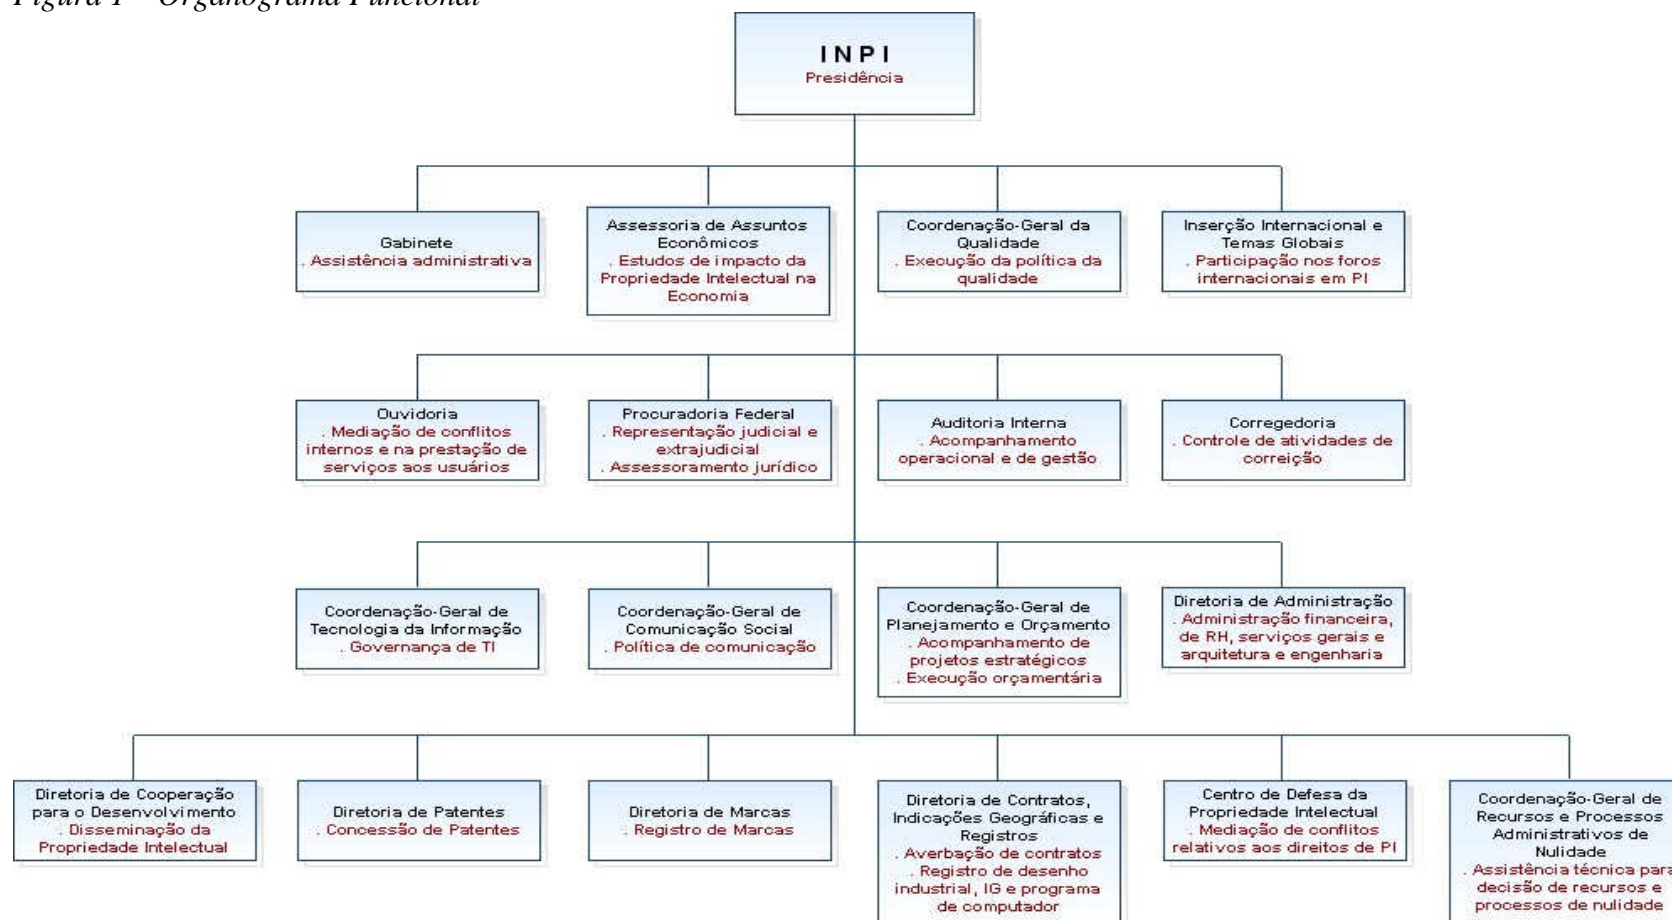 Figura 1 – Organograma Funcional
I N P I
Presidência
Gabinete
. Assistência administrativa
Assessoria de Assuntos
Econômicos
. Estudos de impacto da
Propriedade Intelectual na
Economia
Coordenação-Geral da
Qualidade
. Execução da política da
qualidade
Inserção Internacional e
Temas Globais
. Participação nos foros
internacionais em PI
Ouvidoria
. Mediação de conflitos
internos e na prestação de
serviços aos usuários
Procuradoria Federal
. Representação judicial e
extrajudicial
. Assessoramento jurídico
Auditoria Interna
. Acompanhamento
operacional e de gestão
Corregedoria
. Controle de atividades de
correição
Coordenação-Geral de
Tecnologia da Informação
. Governança de TI
Coordenação-Geral de
Comunicação Social
. Política de comunicação
Coordenação-Geral de
Planejamento e Orçamento
. Acompanhamento de
projetos estratégicos
. Execução orçamentária
Diretoria de Administração
. Administração financeira,
de RH, serviços gerais e
arquitetura e engenharia
Diretoria de Cooperação
para o Desenvolvimento
. Disseminação da
Propriedade Intelectual
Diretoria de Patentes
. Concessão de Patentes
Diretoria de Marcas
. Registro de Marcas
Diretoria de Contratos,
Indicações Geográficas e
Registros
. Averbação de contratos
. Registro de desenho
industrial, IG e programa
de computador
Centro de Defesa da
Propriedade Intelectual
. Mediação de conflitos
relativos aos direitos de PI
Coordenação-Geral de
Recursos e Processos
Administrativos de
Nulidade
. Assistência técnica para
decisão de recursos e
processos de nulidade